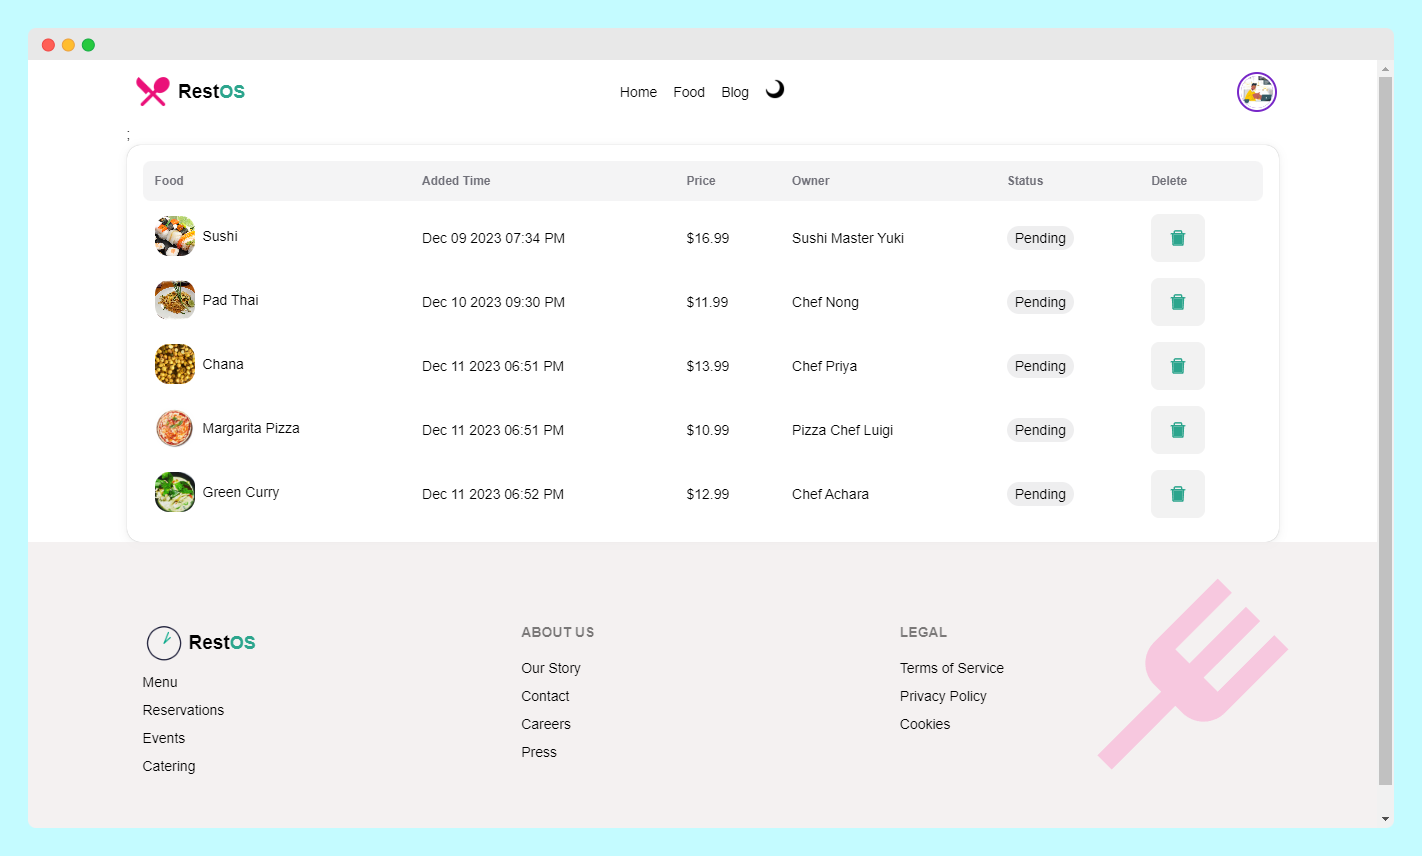 RestOS Home Food Blog
;
Food Added Time Price Owner Status Delete
Sushi Dec 09 2023 07:34 PM $16.99 Sushi Master Yuki Pending
Pad Thai Dec 10 2023 09:30 PM $11.99 Chef Nong Pending
Chana Dec 11 2023 06:51 PM $13.99 Chef Priya Pending
Margarita Pizza Dec 11 2023 06:51 PM $10.99 Pizza Chef Luigi Pending
Green Curry Dec 11 2023 06:52 PM $12.99 Chef Achara Pending
RestOS
Menu
Reservations
Events
Catering
ABOUT US
Our Story
Contact
Careers
Press
LEGAL
Terms of Service
Privacy Policy
Cookies